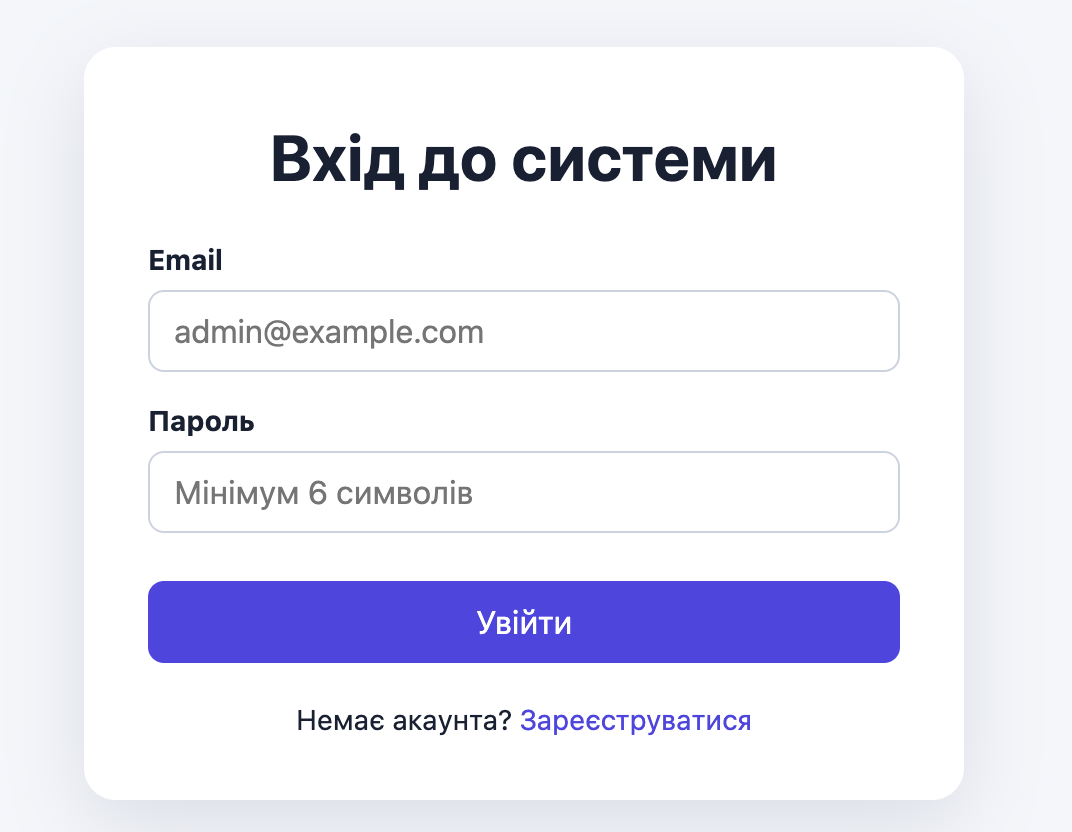 Вхід до системи
Email
admin@example.com
Пароль
Мінімум 6 символів
Увійти
Немає акаунта? Зареєструватися